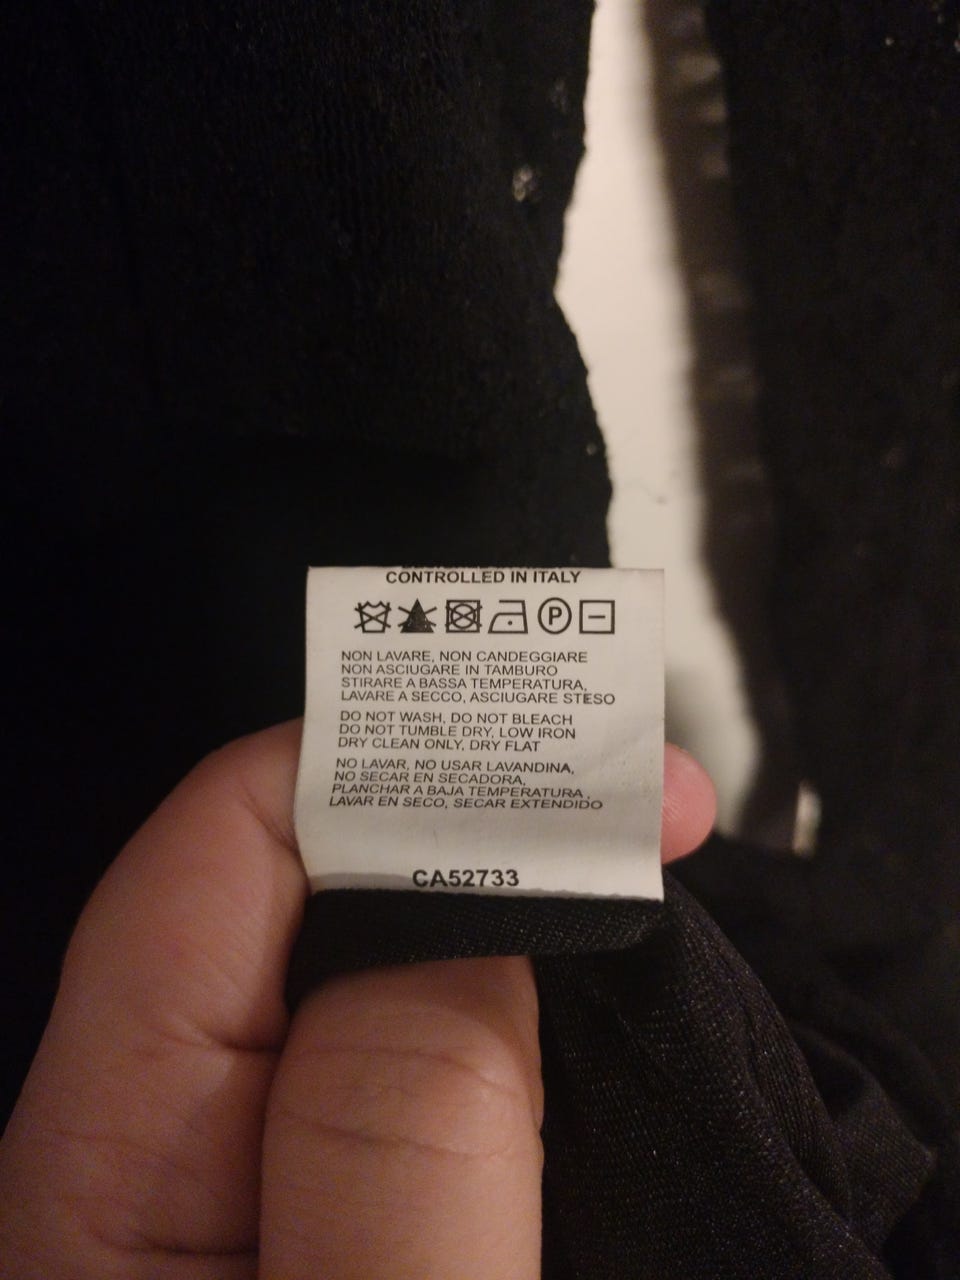 CONTROLLED IN ITALY
P
NON LAVARE, NON CANDEGGIARE
NON ASCIUGARE IN TAMBURO
STIRARE A BASSA TEMPERATURA,
LAVARE A SECCO, ASCIUGARE STESO
DO NOT WASH, DO NOT BLEACH
DO NOT TUMBLE DRY, LOW IRON
DRY CLEAN ONLY, DRY FLAT
NO LAVAR, NO USAR LAVANDINA,
NO SECAR EN SECADORA,
PLANCHAR A BAJA TEMPERATURA,
LAVAR EN SECO, SECAR EXTENDIDO
CA52733